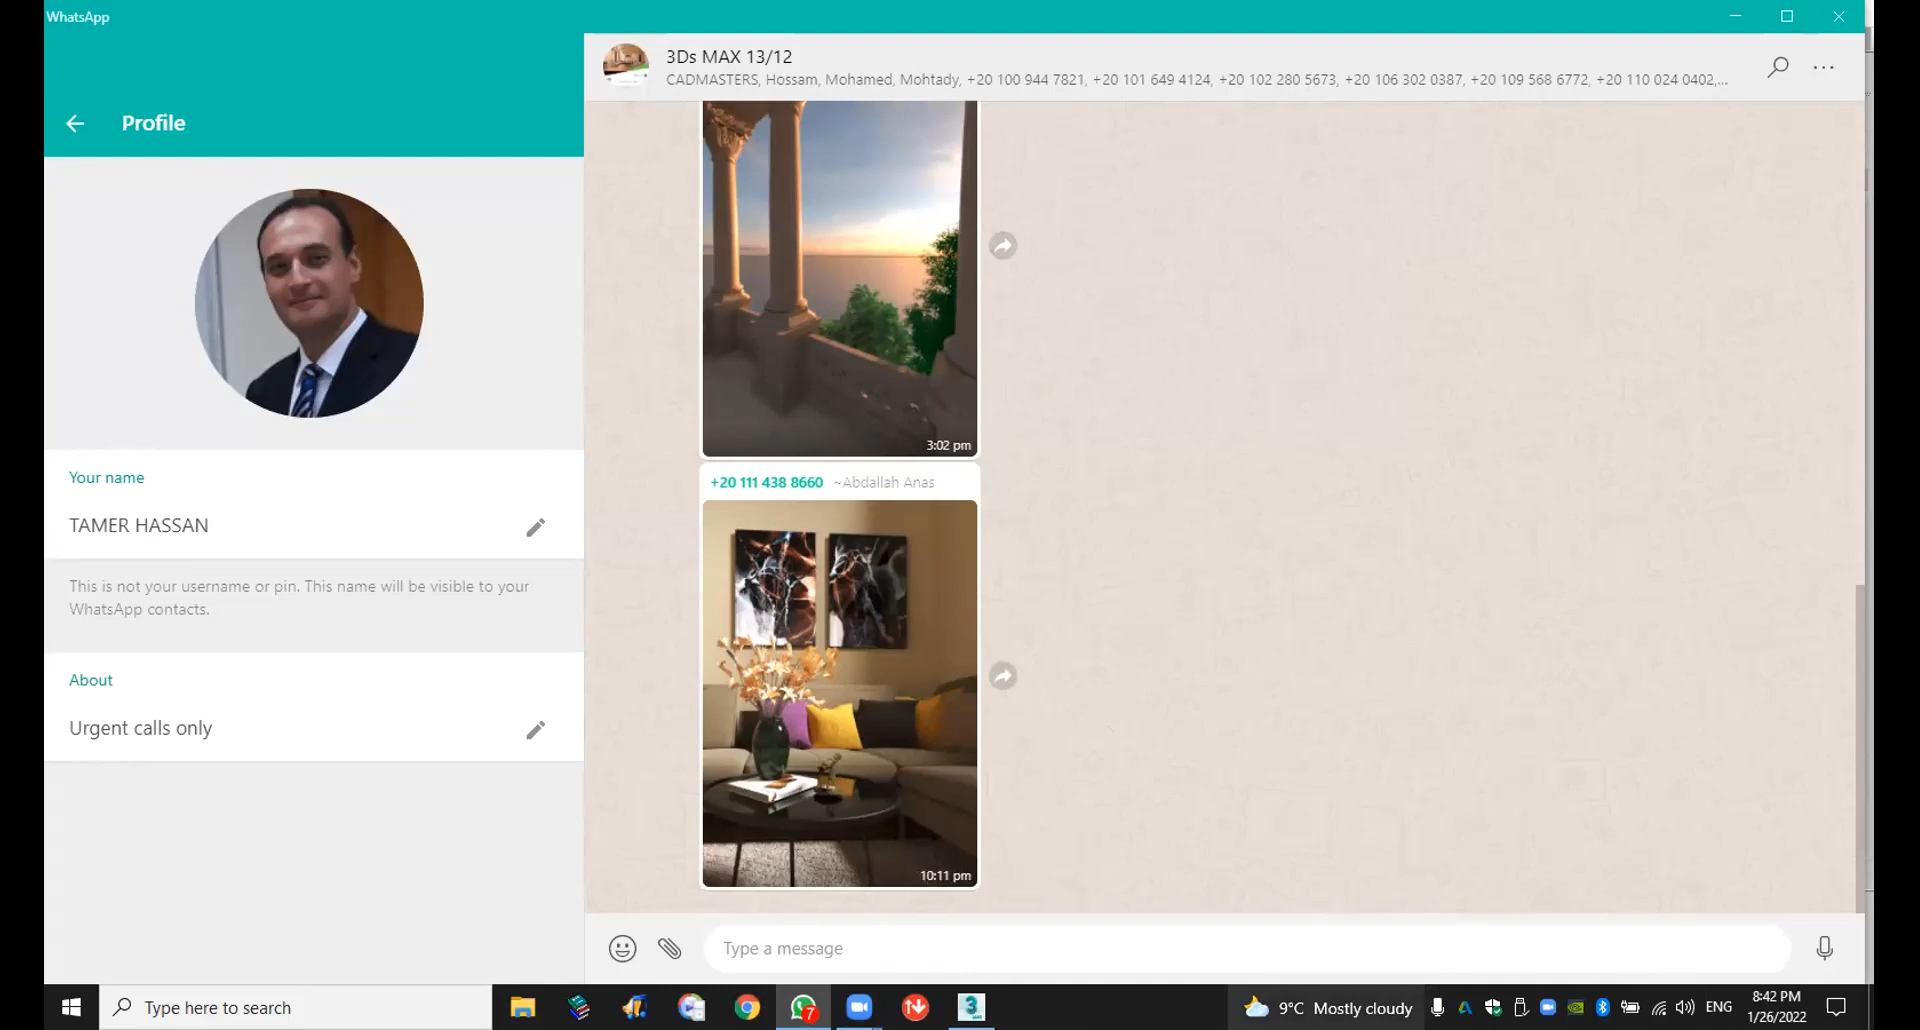 WhatsApp
Profile
Your name
TAMER HASSAN
This is not your username or pin. This name will be visible to your
WhatsApp contacts.
About
Urgent calls only
3Ds MAX 13/12
CADMASTERS, Hossam, Mohamed, Mohtady, +20 100 944 7821, +20 101 649 4124, +20 102 280 5673, +20 106 302 0387, +20 109 568 6772, +20 110 024 0402,...
3:02 pm
+20 111 438 8660 ~Abdallah Anas
10:11 pm
Type a message
Type here to search
7
3
9°C Mostly cloudy
ENG
8:42 PM
1/26/2022